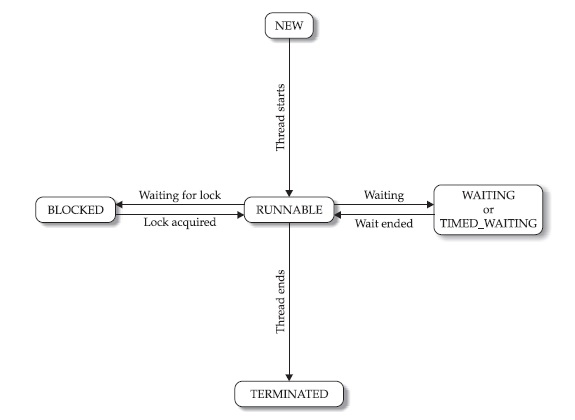 NEW
Thread starts
Waiting for lock
Waiting
BLOCKED
RUNNABLE
WAITING
or
TIMED_WAITING
Lock acquired
Wait ended
Thread ends
TERMINATED